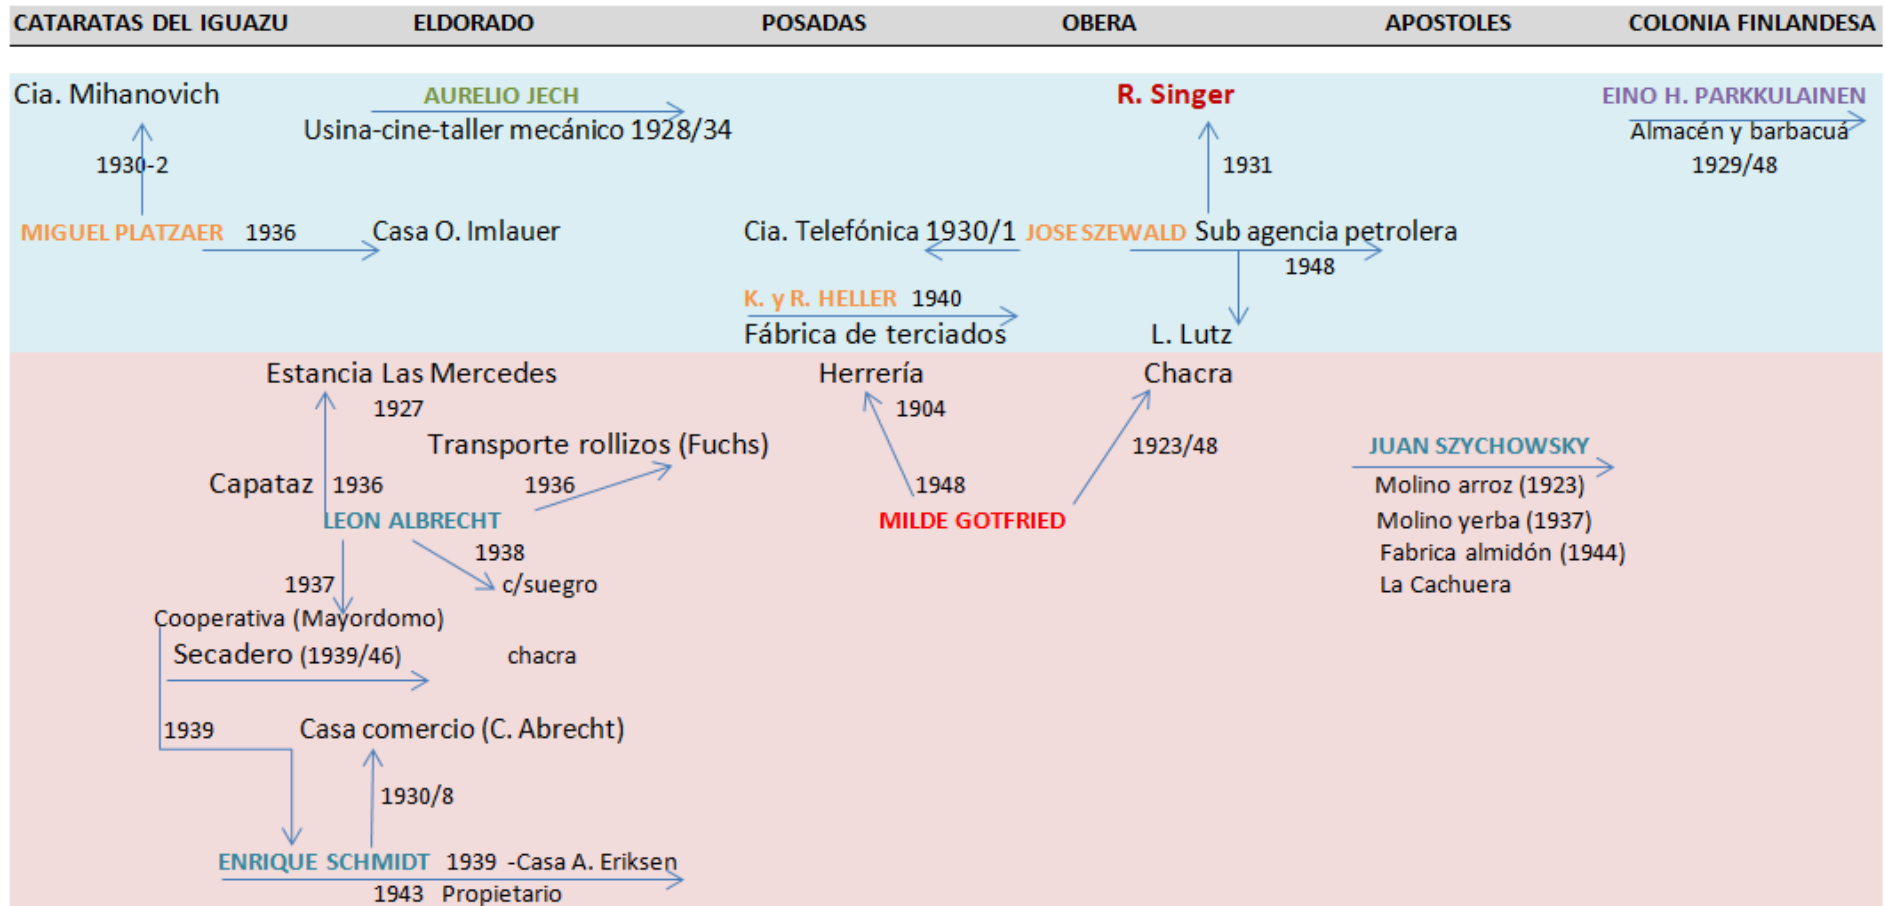 CATARATAS DEL IGUAZU ELDORADO POSADAS OBERA APOSTOLES COLONIA FINLANDESA
Cia. Mihanovich AURELIO JECH R. Singer EINO H. PARKKULAINEN
Usina-cine-taller mecánico 1928/34 Almacén y barbacuá
1930-2 1931 1929/48
MIGUEL PLATZAER 1936 Casa O. Imlauer Cia. Telefónica 1930/1 JOSE SZEWALD Sub agencia petrolera
1948
K. y R. HELLER 1940
Fábrica de terciados L. Lutz
Estancia Las Mercedes Herrería Chacra
1927 1904
Transporte rollizos (Fuchs) 1923/48 JUAN SZYCHOWSKY
Capataz 1936 1936 1948 Molino arroz (1923)
LEON ALBRECHT MILDE GOTFRIED Molino yerba (1937)
1938 Fabrica almidón (1944)
1937 c/suegro La Cachuera
Cooperativa (Mayordomo)
Secadero (1939/46) chacra
1939 Casa comercio (C. Abrecht)
1930/8
ENRIQUE SCHMIDT 1939 -Casa A. Eriksen
1943 Propietario